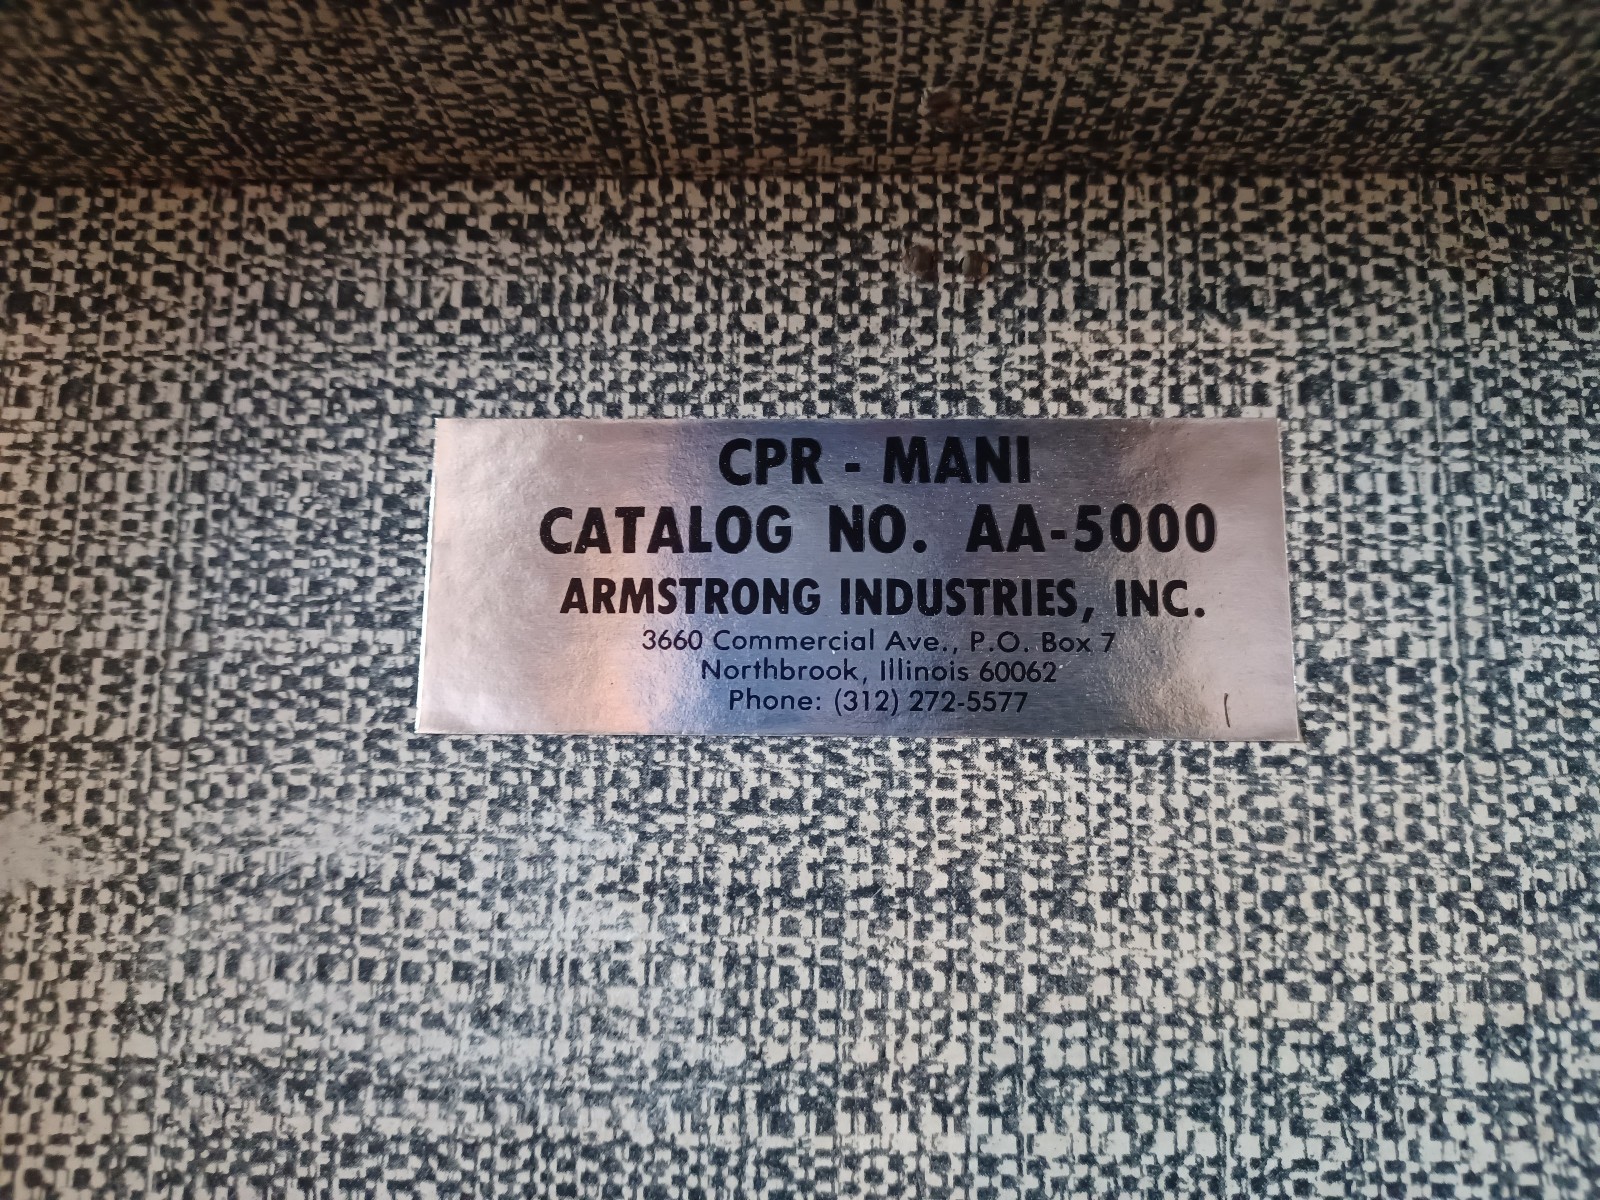 CPR - MANI
CATALOG NO. AA-5000
ARMSTRONG INDUSTRIES, INC.
3660 Commercial Ave., P.O. Box 7
Northbrook, Illinois 60062
Phone: (312) 272-5577